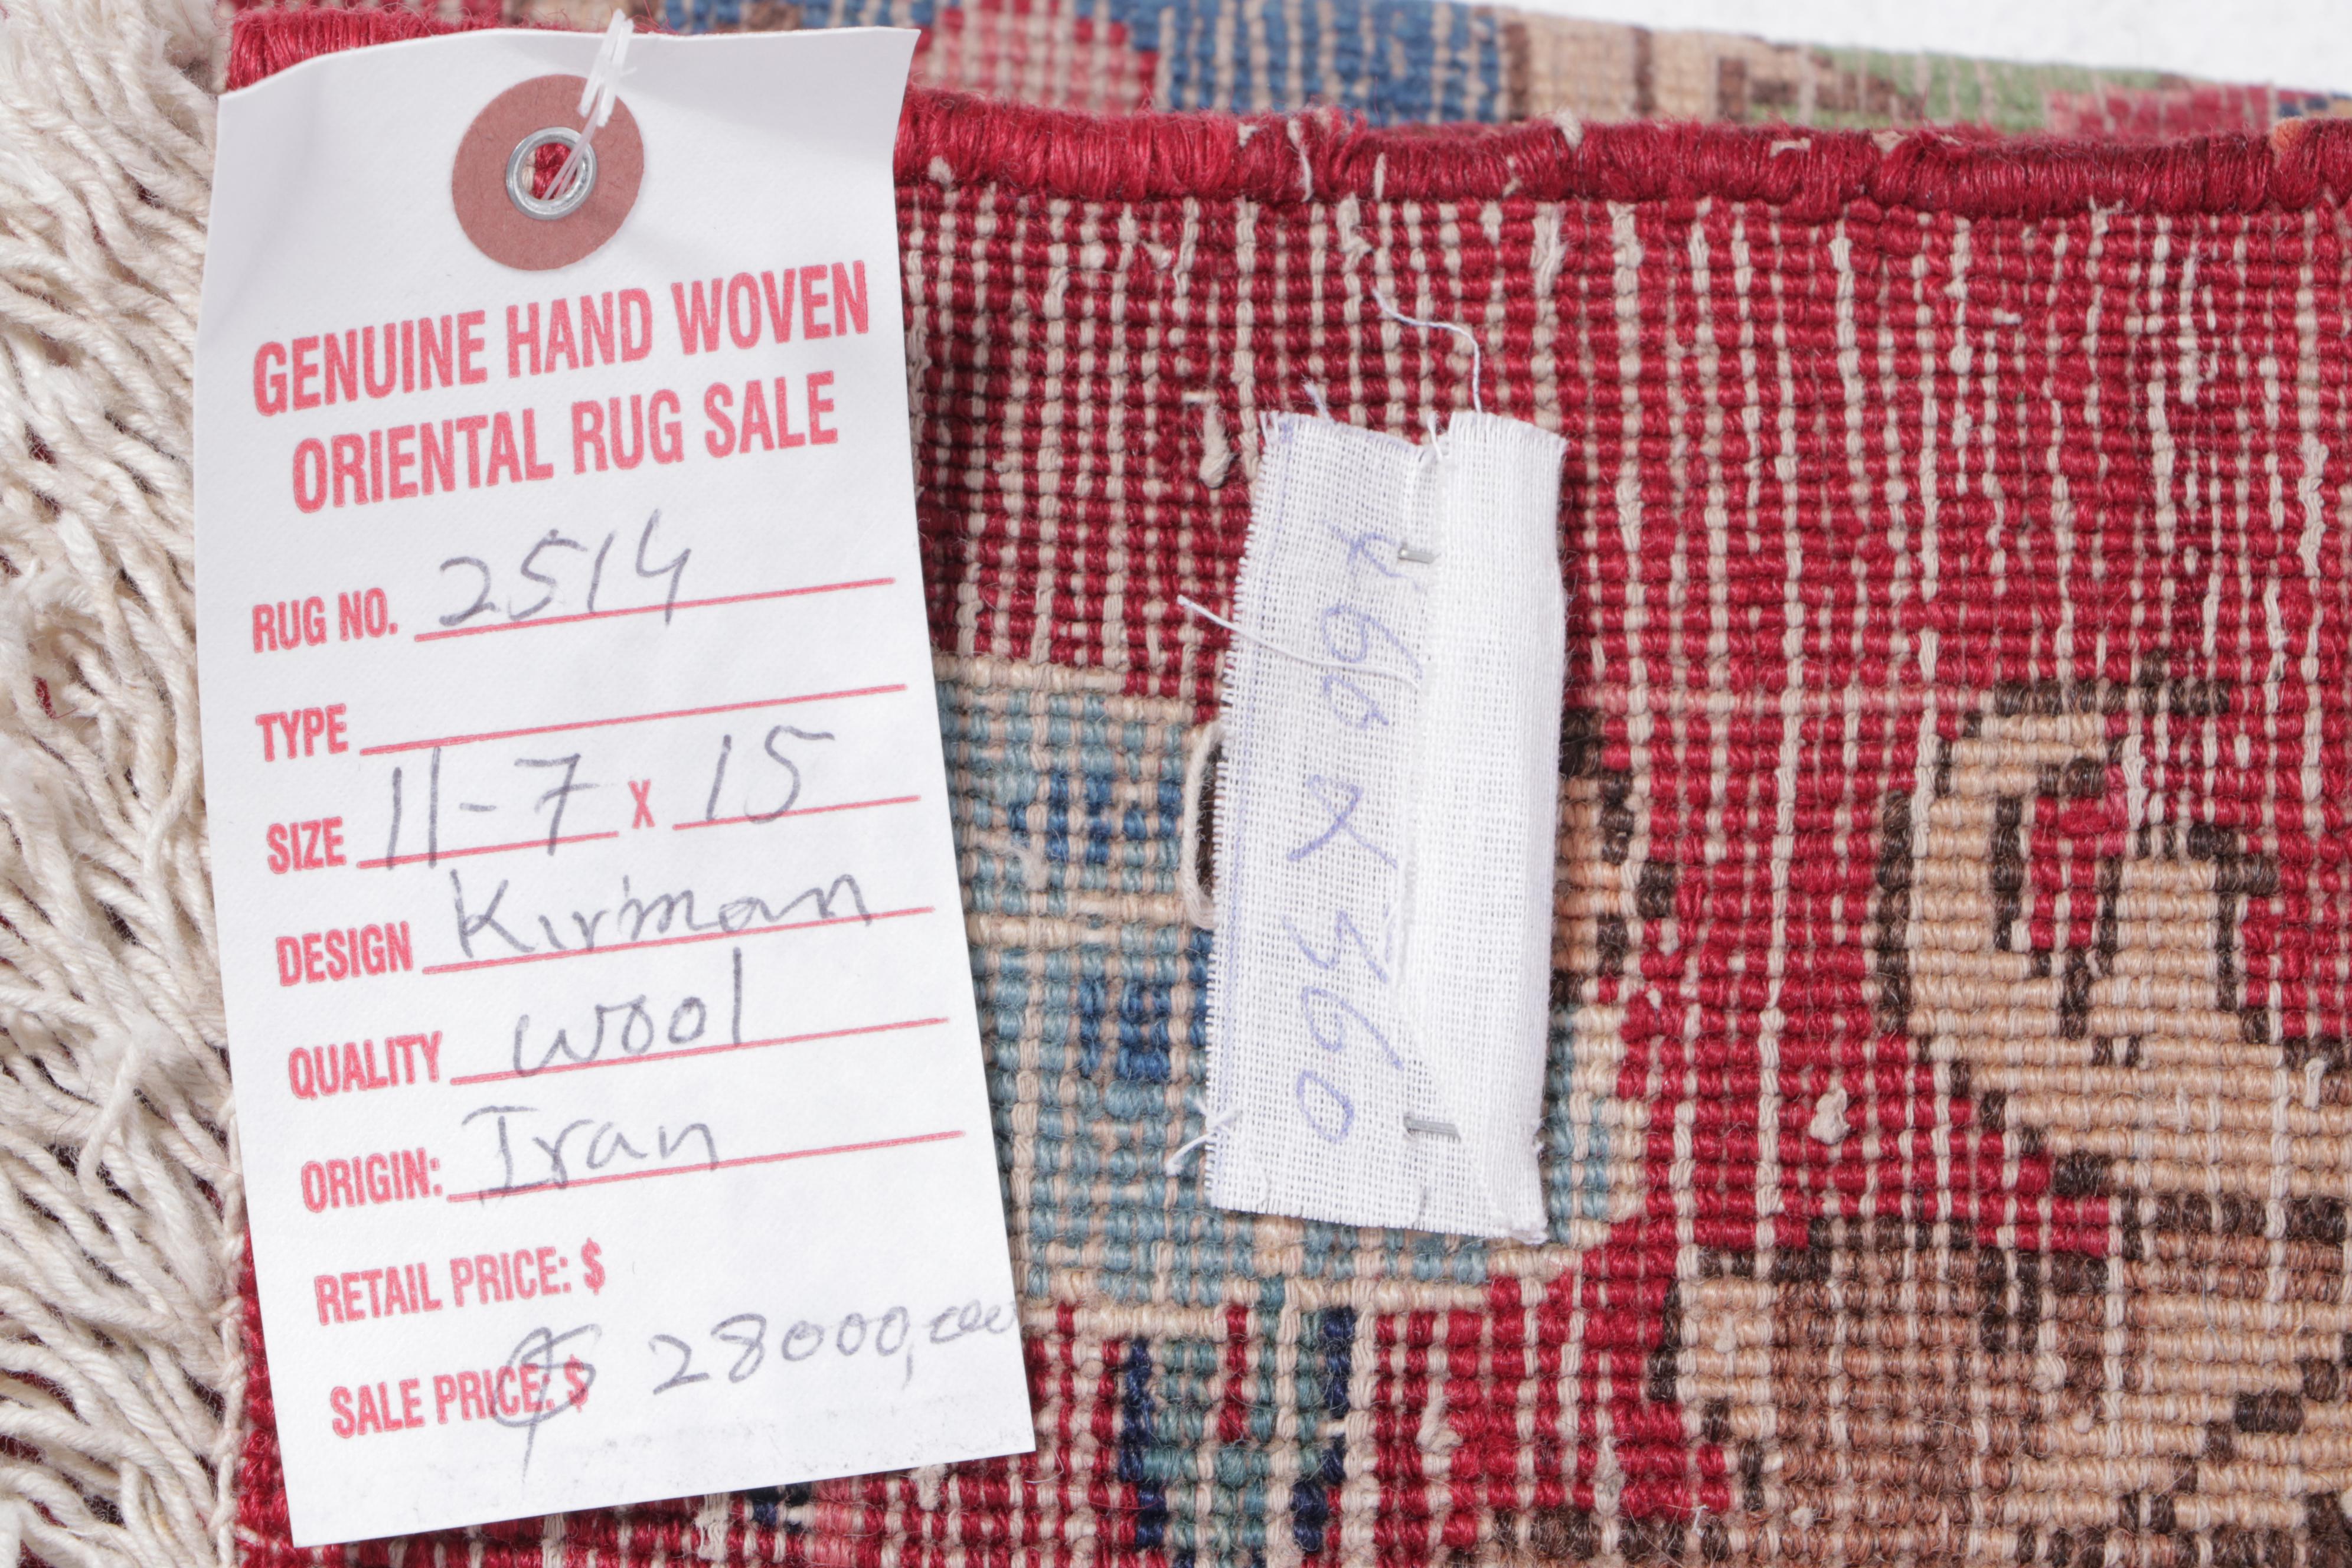 GENUINE HAND WOVEN
ORIENTAL RUG SALE
RUG NO. 2514
TYPE
SIZE 11-7 x 15
DESIGN Kirman
QUALITY Wool
ORIGIN: Iran
RETAIL PRICE: $
$ 28000,000
SALE PRICE: $